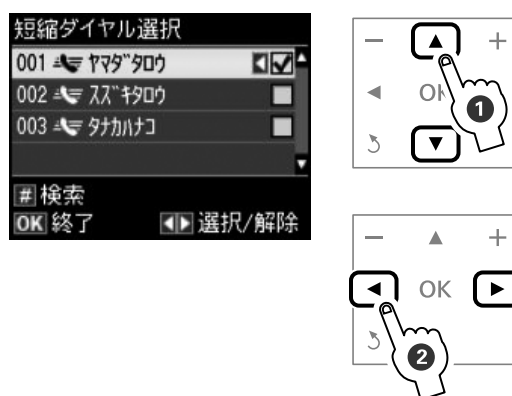 短縮ダイヤル選択
001 ヤマダタロウ
002 スズキタロウ
003 タナカハナコ
# 検索
OK 終了 ◀▶ 選択/解除
− ▲ +
◀ OK
1
▼
− ▲ +
◀ OK ▶
2